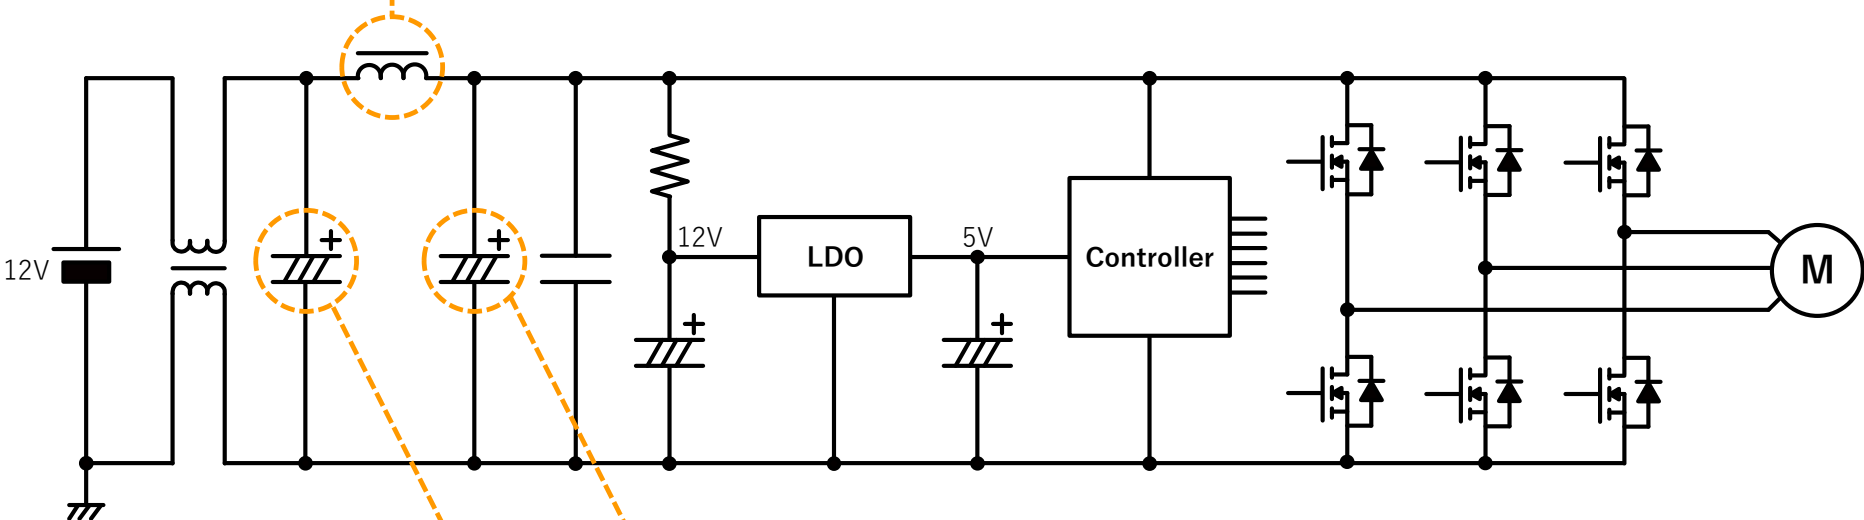 12V
12V
LDO
5V
Controller
M